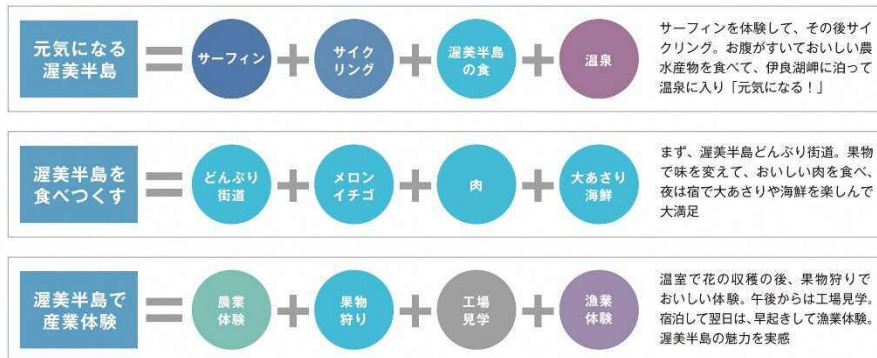 元気になる
渥美半島
=
サーフィン
+
サイク
リング
+
渥美半島
の食
+
温泉
サーフィンを体験して、その後サイ
クリング。お腹がすいておいしい農
水産物を食べて、伊良湖岬に泊って
温泉に入り「元気になる！」
渥美半島を
食べつくす
=
どんぶり
街道
+
メロン
イチゴ
+
肉
+
大あさり
海鮮
まず、渥美半島どんぶり街道。果物
で味を変えて、おいしい肉を食べ、
夜は宿で大あさりや海鮮を楽しんで
大満足
渥美半島で
産業体験
=
農業
体験
+
果物
狩り
+
工場
見学
+
漁業
体験
温室で花の収穫の後、果物狩りで
おいしい体験。午後からは工場見学。
宿泊して翌日は、早起きして漁業体験。
渥美半島の魅力を実感